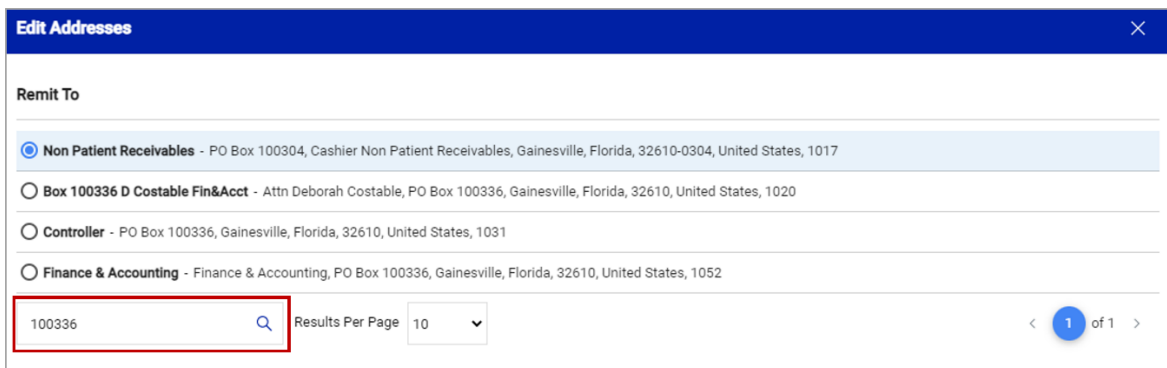 Edit Addresses
Remit To
Non Patient Receivables - PO Box 100304, Cashier Non Patient Receivables, Gainesville, Florida, 32610-0304, United States, 1017
Box 100336 D Costable Fin&Acct - Attn Deborah Costable, PO Box 100336, Gainesville, Florida, 32610, United States, 1020
Controller - PO Box 100336, Gainesville, Florida, 32610, United States, 1031
Finance & Accounting - Finance & Accounting, PO Box 100336, Gainesville, Florida, 32610, United States, 1052
100336 Results Per Page 10 < 1 of 1 >